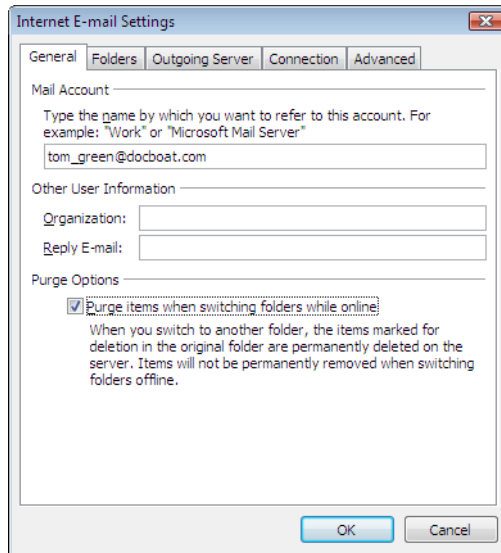 Internet E-mail Settings
General Folders Outgoing Server Connection Advanced
Mail Account
Type the name by which you want to refer to this account. For
example: "Work" or "Microsoft Mail Server"
tom_green@docboat.com
Other User Information
Organization:
Reply E-mail:
Purge Options
Purge items when switching folders while online
When you switch to another folder, the items marked for
deletion in the original folder are permanently deleted on the
server. Items will not be permanently removed when switching
folders offline.
OK Cancel